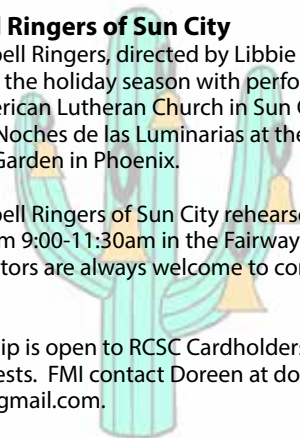 Ringers of Sun City
bell Ringers, directed by Libbie
the holiday season with perfo
erican Lutheran Church in Sun C
Noches de las Luminarias at the
Garden in Phoenix.
bell Ringers of Sun City rehears
m 9:00-11:30am in the Fairway
tors are always welcome to co
ip is open to RCSC Cardholders
ests. FMI contact Doreen at do
gmail.com.